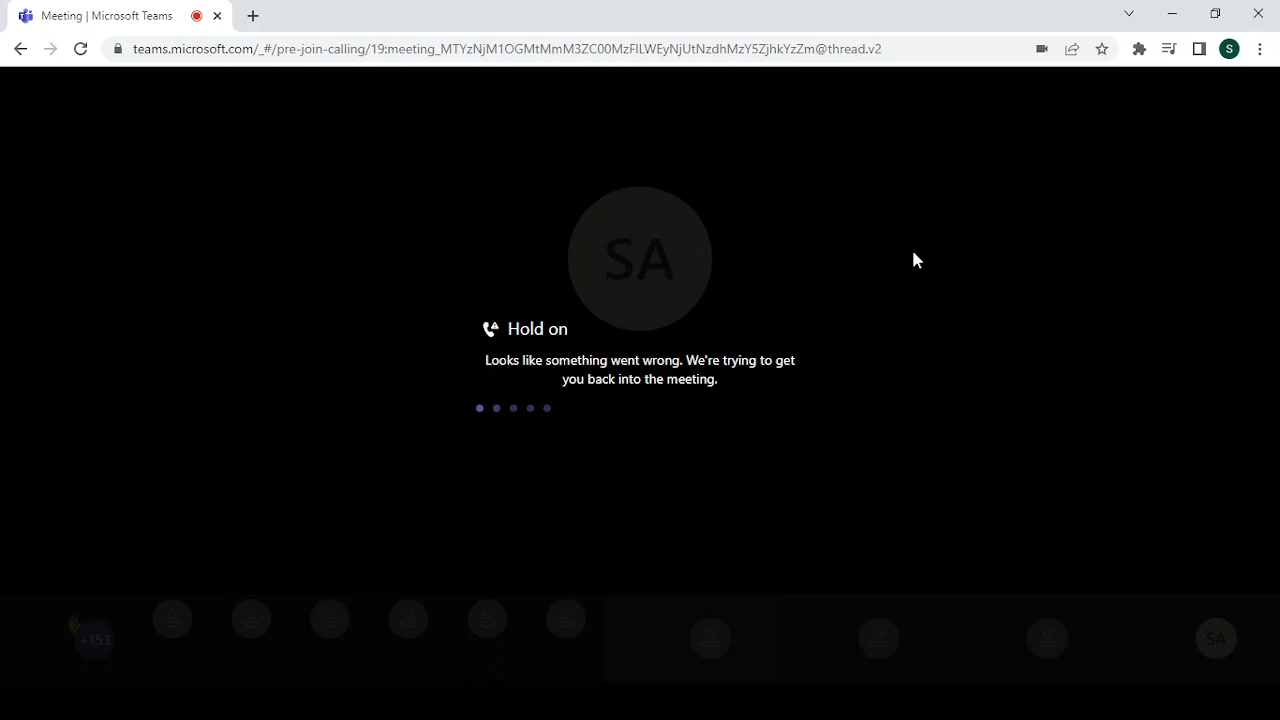 Meeting | Microsoft Teams
teams.microsoft.com/_#/pre-join-calling/19:meeting_MTYzNjM1OGMtMmM3ZC00MzFlLWEyNjUtNzdhMzY5ZjhkYzZm@thread.v2
S
SA
Hold on
Looks like something went wrong. We're trying to get
you back into the meeting.
+153
SA